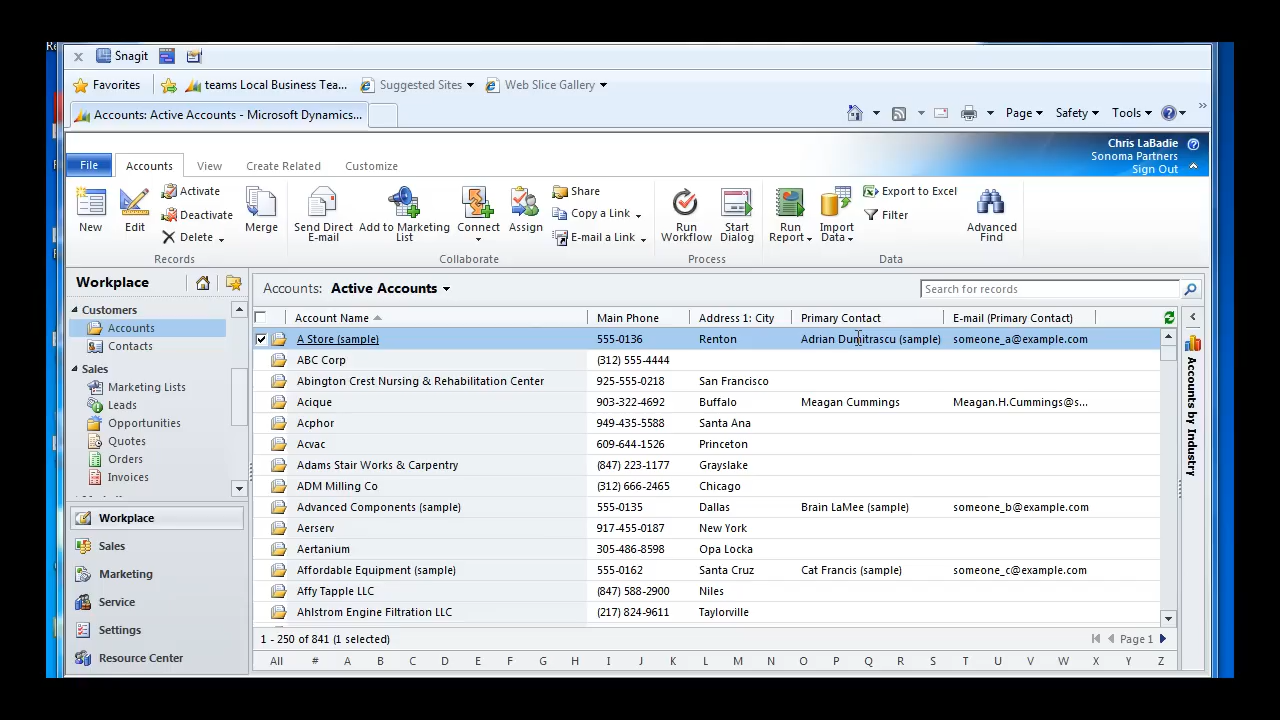 Snagit
Favorites teams Local Business Tea... Suggested Sites Web Slice Gallery
Accounts: Active Accounts - Microsoft Dynamics... Page Safety Tools
Chris LaBadie
Sonoma Partners
Sign Out
File Accounts View Create Related Customize
New Edit Activate Deactivate Delete Merge
Send Direct E-mail Add to Marketing List Connect Assign Share Copy a Link E-mail a Link
Run Workflow Start Dialog Run Report Import Data Export to Excel Filter Advanced Find
Records Collaborate Process Data
Workplace
Customers
Accounts
Contacts
Sales
Marketing Lists
Leads
Opportunities
Quotes
Orders
Invoices
Workplace
Sales
Marketing
Service
Settings
Resource Center
Accounts: Active Accounts Search for records
Account Name Main Phone Address 1: City Primary Contact E-mail (Primary Contact)
A Store (sample) 555-0136 Renton Adrian Dumitrascu (sample) someone_a@example.com
ABC Corp (312) 555-4444
Abington Crest Nursing & Rehabilitation Center 925-555-0218 San Francisco
Acique 903-322-4692 Buffalo Meagan Cummings Meagan.H.Cummings@s...
Acphor 949-435-5588 Santa Ana
Acvac 609-644-1526 Princeton
Adams Stair Works & Carpentry (847) 223-1177 Grayslake
ADM Milling Co (312) 666-2465 Chicago
Advanced Components (sample) 555-0135 Dallas Brain LaMee (sample) someone_b@example.com
Aerserv 917-455-0187 New York
Aertanium 305-486-8598 Opa Locka
Affordable Equipment (sample) 555-0162 Santa Cruz Cat Francis (sample) someone_c@example.com
Affy Tapple LLC (847) 588-2900 Niles
Ahlstrom Engine Filtration LLC (217) 824-9611 Taylorville
Accounts by Industry
1 - 250 of 841 (1 selected) Page 1
All # A B C D E F G H I J K L M N O P Q R S T U V W X Y Z